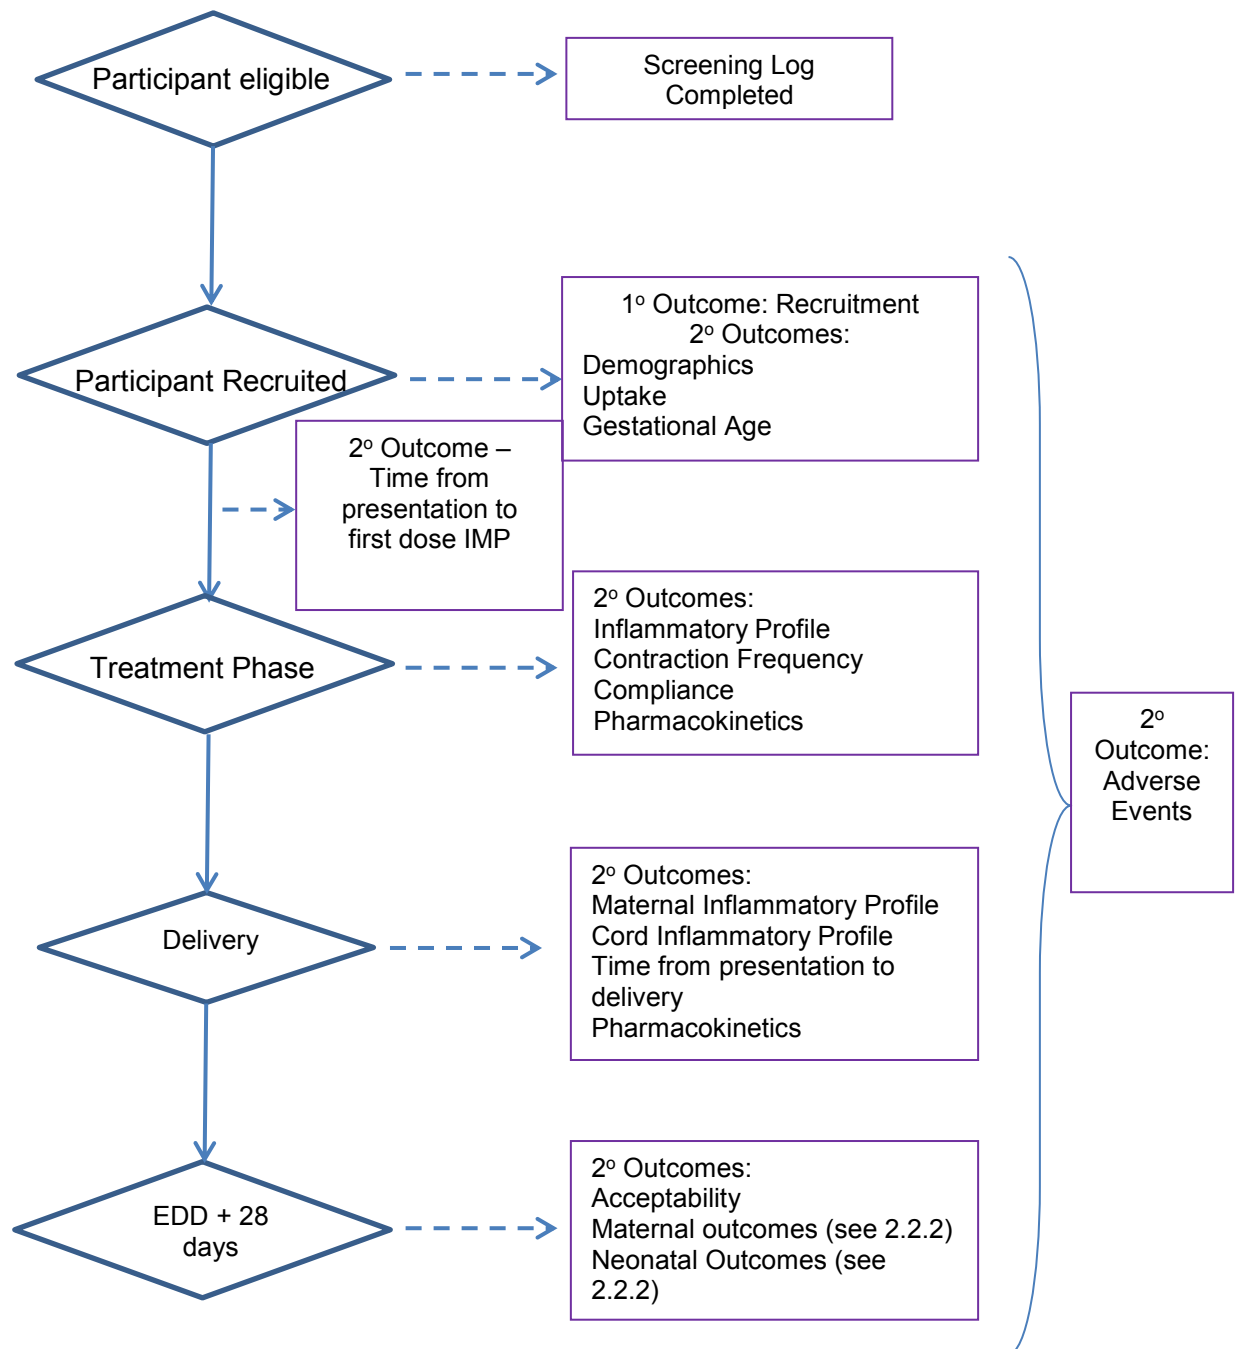 Participant eligible
Screening Log
Completed
Participant Recruited
1º Outcome: Recruitment
2º Outcomes:
Demographics
Uptake
Gestational Age
2º Outcome –
Time from
presentation to
first dose IMP
Treatment Phase
2º Outcomes:
Inflammatory Profile
Contraction Frequency
Compliance
Pharmacokinetics
2º
Outcome:
Adverse
Events
Delivery
2º Outcomes:
Maternal Inflammatory Profile
Cord Inflammatory Profile
Time from presentation to
delivery
Pharmacokinetics
EDD + 28
days
2º Outcomes:
Acceptability
Maternal outcomes (see 2.2.2)
Neonatal Outcomes (see
2.2.2)